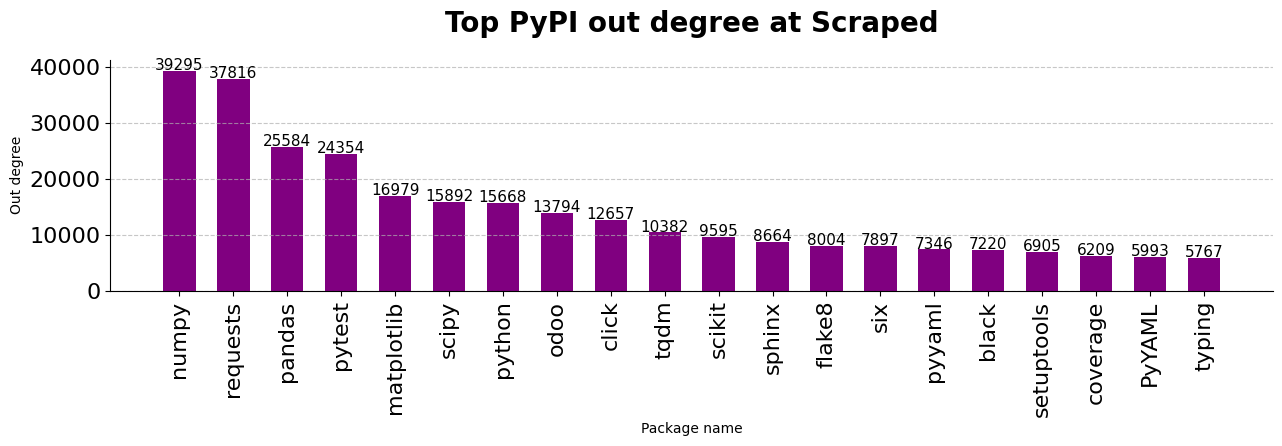 Top PyPI out degree at Scraped
Out degree
40000
30000
20000
10000
0
39295
37816
25584
24354
16979
15892
15668
13794
12657
10382
9595
8664
8004
7897
7346
7220
6905
6209
5993
5767
numpy
requests
pandas
pytest
matplotlib
scipy
python
odoo
click
tqdm
scikit
sphinx
flake8
six
pyyaml
black
setuptools
coverage
PyYAML
typing
Package name